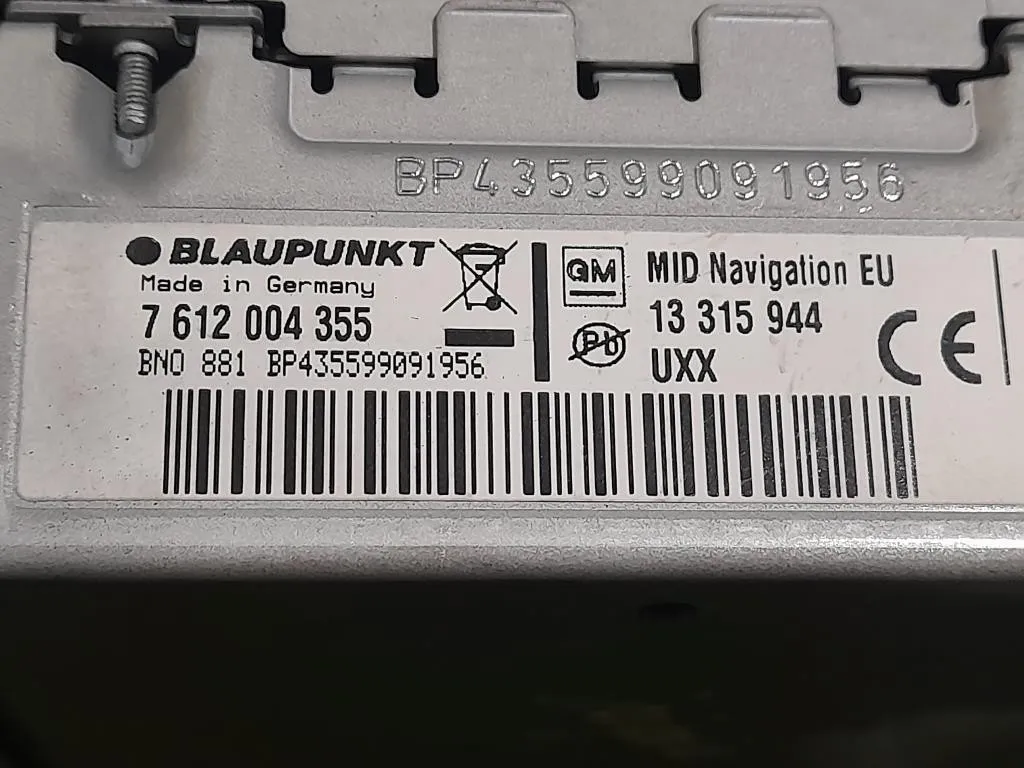 BP435599091956
BLAUPUNKT
Made in Germany
7 612 004 355
BNO 881 BP435599091956
GM
MID Navigation EU
Pb
13 315 944
UXX
CE